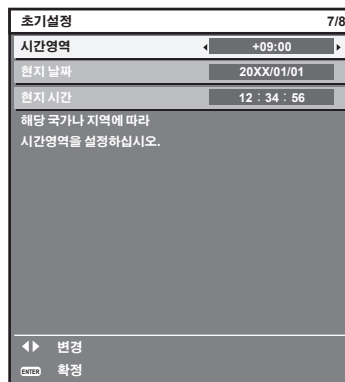 초기설정 7/8
시간영역 +09:00
현지 날짜 20XX/01/01
현지 시간 12 : 34 : 56
해당 국가나 지역에 따라
시간영역을 설정하십시오.
변경
ENTER 확정